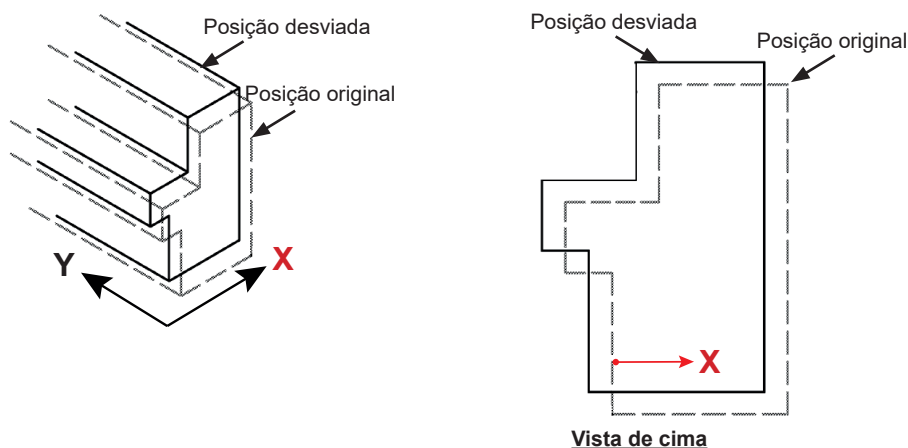 Posição desviada
Posição original
Y
X
Posição desviada
Posição original
X
Vista de cima